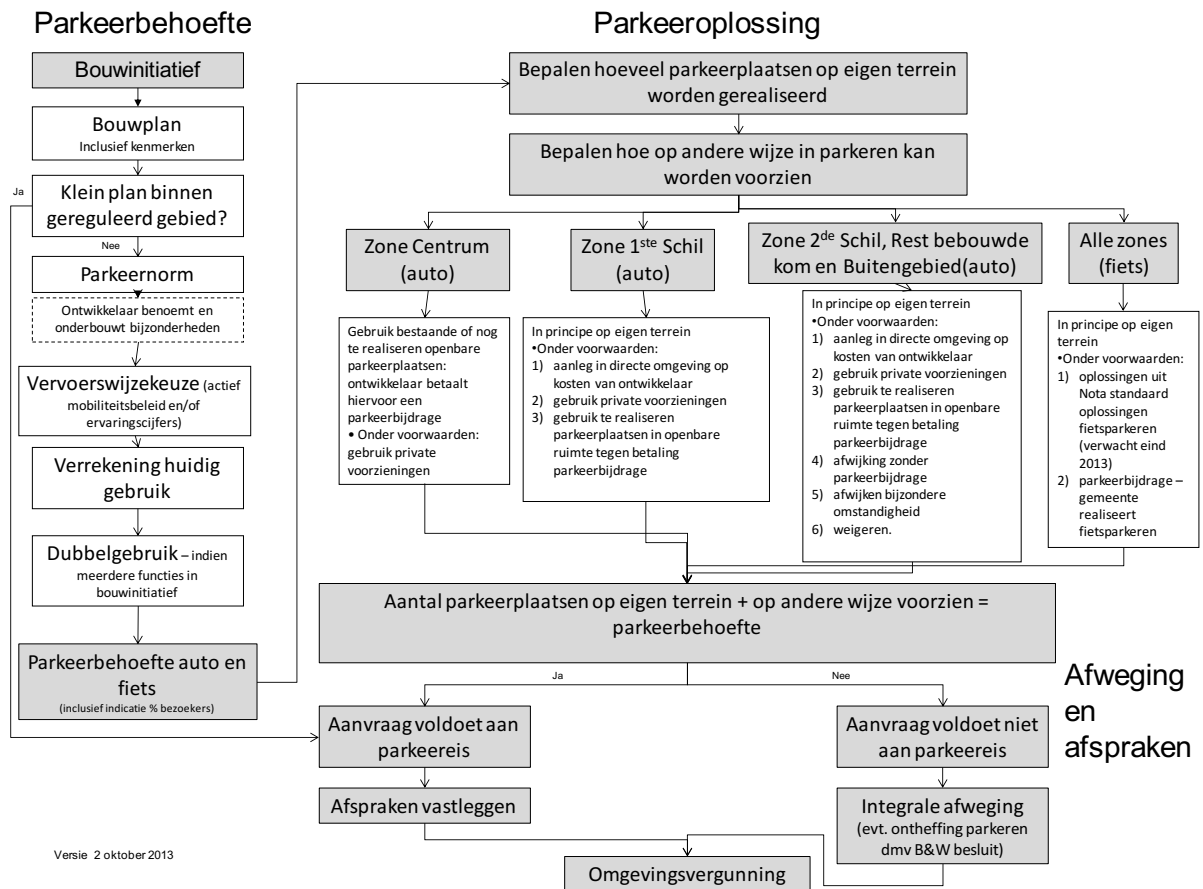 Parkeerbehoefte
Bouwinitiatief
Bouwplan
Inclusief kenmerken
Ja
Klein plan binnen
gereguleerd gebied?
Nee
Parkeernorm
Ontwikkelaar benoemt en
onderbouwt bijzonderheden
Vervoerswijzekeuze (actief
mobiliteitsbeleid en/of
ervaringscijfers)
Verrekening huidig
gebruik
Dubbelgebruik – indien
meerdere functies in
bouwinitiatief
Parkeerbehoefte auto en
fiets
(inclusief indicatie % bezoekers)
Parkeeroplossing
Bepalen hoeveel parkeerplaatsen op eigen terrein
worden gerealiseerd
Bepalen hoe op andere wijze in parkeren kan
worden voorzien
Zone Centrum
(auto)
Gebruik bestaande of nog
te realiseren openbare
parkeerplaatsen:
ontwikkelaar betaalt
hiervoor een
parkeerbijdrage
• Onder voorwaarden:
gebruik private
voorzieningen
Zone 1ste Schil
(auto)
In principe op eigen terrein
•Onder voorwaarden:
1) aanleg in directe omgeving op
kosten van ontwikkelaar
2) gebruik private voorzieningen
3) gebruik te realiseren
parkeerplaatsen in openbare
ruimte tegen betaling
parkeerbijdrage
Zone 2de Schil, Rest bebouwde
kom en Buitengebied(auto)
In principe op eigen terrein
•Onder voorwaarden:
1) aanleg in directe omgeving op
kosten van ontwikkelaar
2) gebruik private voorzieningen
3) gebruik te realiseren
parkeerplaatsen in openbare
ruimte tegen betaling
parkeerbijdrage
4) afwijking zonder
parkeerbijdrage
5) afwijken bijzondere
omstandigheid
6) weigeren.
Alle zones
(fiets)
In principe op eigen
terrein
•Onder voorwaarden:
1) oplossingen uit
Nota standaard
oplossingen
fietsparkeren
(verwacht eind
2013)
2) parkeerbijdrage –
gemeente
realiseert
fietsparkeren
Aantal parkeerplaatsen op eigen terrein + op andere wijze voorzien =
parkeerbehoefte
Ja
Nee
Afweging
en
afspraken
Aanvraag voldoet aan
parkeereis
Aanvraag voldoet niet
aan parkeereis
Afspraken vastleggen
Integrale afweging
(evt. ontheffing parkeren
dmv B&W besluit)
Omgevingsvergunning
Versie 2 oktober 2013